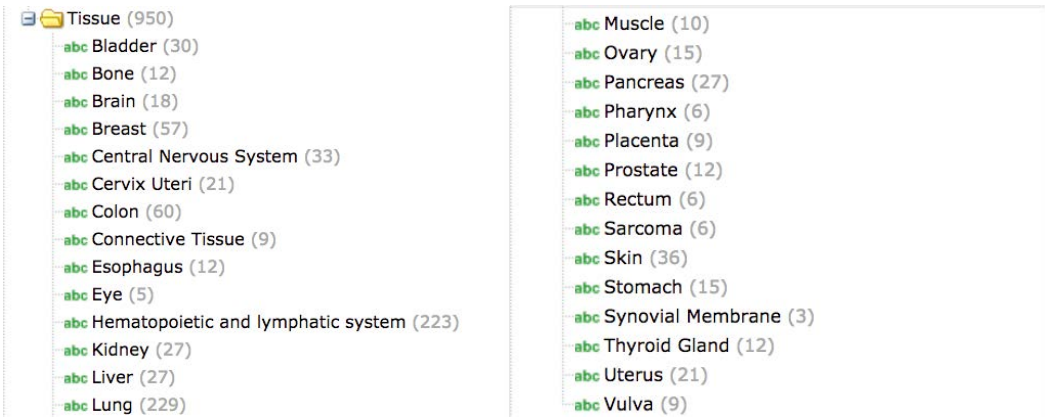 Tissue (950)
abc Bladder (30)
abc Bone (12)
abc Brain (18)
abc Breast (57)
abc Central Nervous System (33)
abc Cervix Uteri (21)
abc Colon (60)
abc Connective Tissue (9)
abc Esophagus (12)
abc Eye (5)
abc Hematopoietic and lymphatic system (223)
abc Kidney (27)
abc Liver (27)
abc Lung (229)
abc Muscle (10)
abc Ovary (15)
abc Pancreas (27)
abc Pharynx (6)
abc Placenta (9)
abc Prostate (12)
abc Rectum (6)
abc Sarcoma (6)
abc Skin (36)
abc Stomach (15)
abc Synovial Membrane (3)
abc Thyroid Gland (12)
abc Uterus (21)
abc Vulva (9)